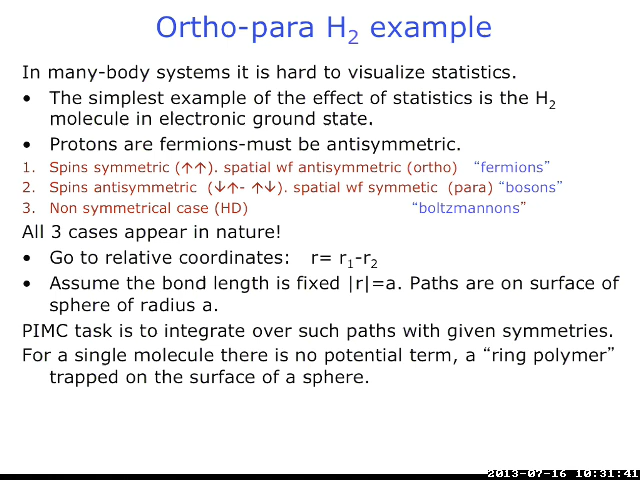 Ortho-para H2 example
In many-body systems it is hard to visualize statistics.
• The simplest example of the effect of statistics is the H2
molecule in electronic ground state.
• Protons are fermions-must be antisymmetric.
1. Spins symmetric (↑↑). spatial wf antisymmetric (ortho) “fermions”
2. Spins antisymmetric (↓↑- ↑↓). spatial wf symmetic (para) “bosons”
3. Non symmetrical case (HD) “boltzmannons”
All 3 cases appear in nature!
• Go to relative coordinates: r= r1-r2
• Assume the bond length is fixed |r|=a. Paths are on surface of
sphere of radius a.
PIMC task is to integrate over such paths with given symmetries.
For a single molecule there is no potential term, a “ring polymer”
trapped on the surface of a sphere.
2013-07-16 10:31:41